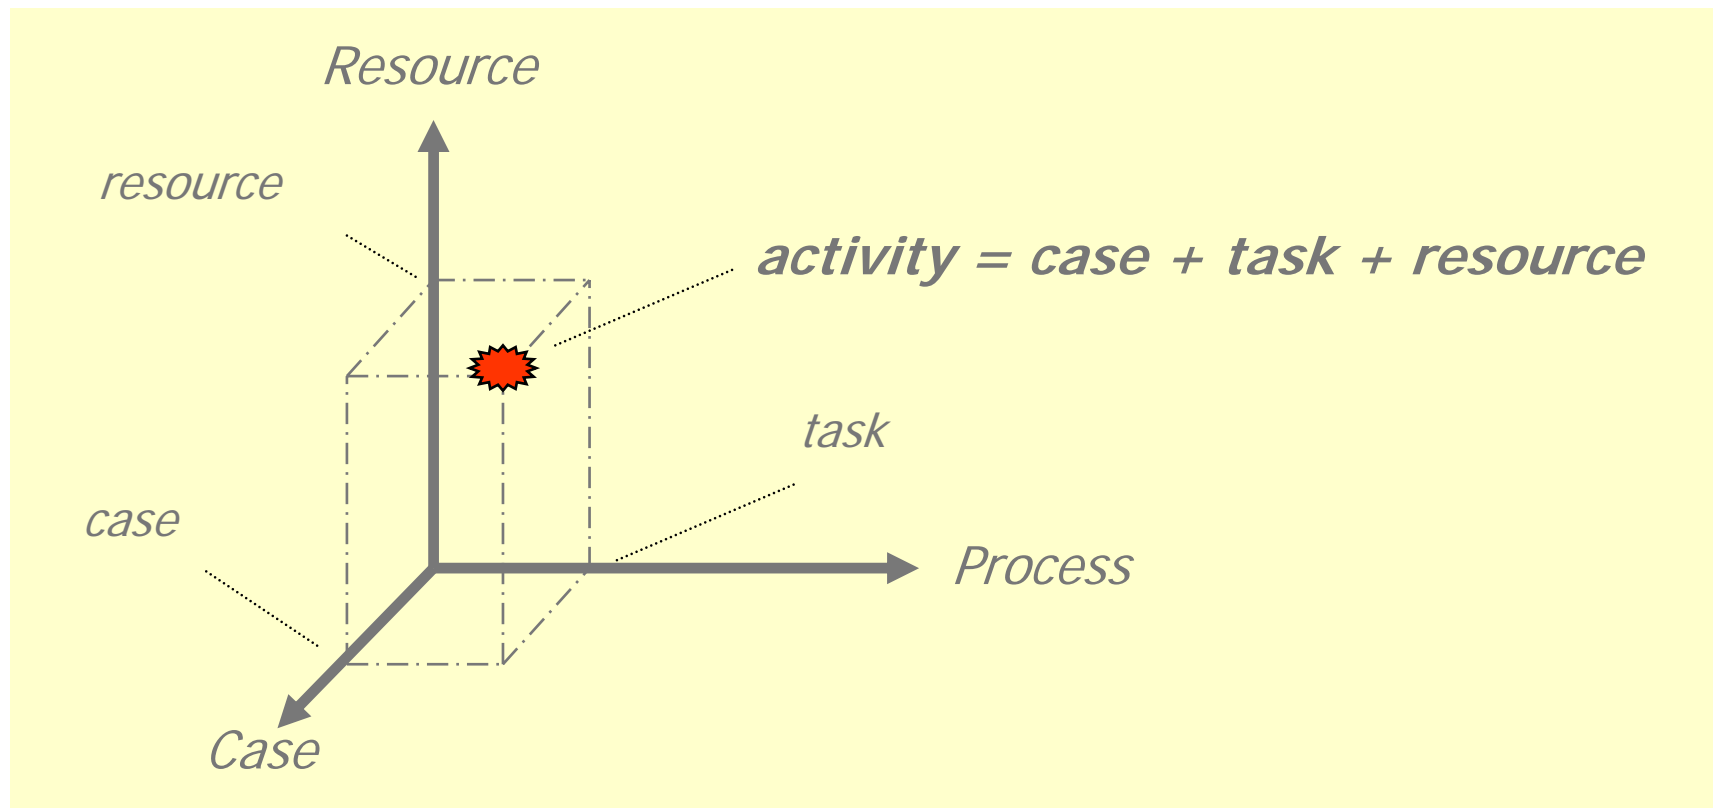 Resource
resource
activity = case + task + resource
task
case
Process
Case